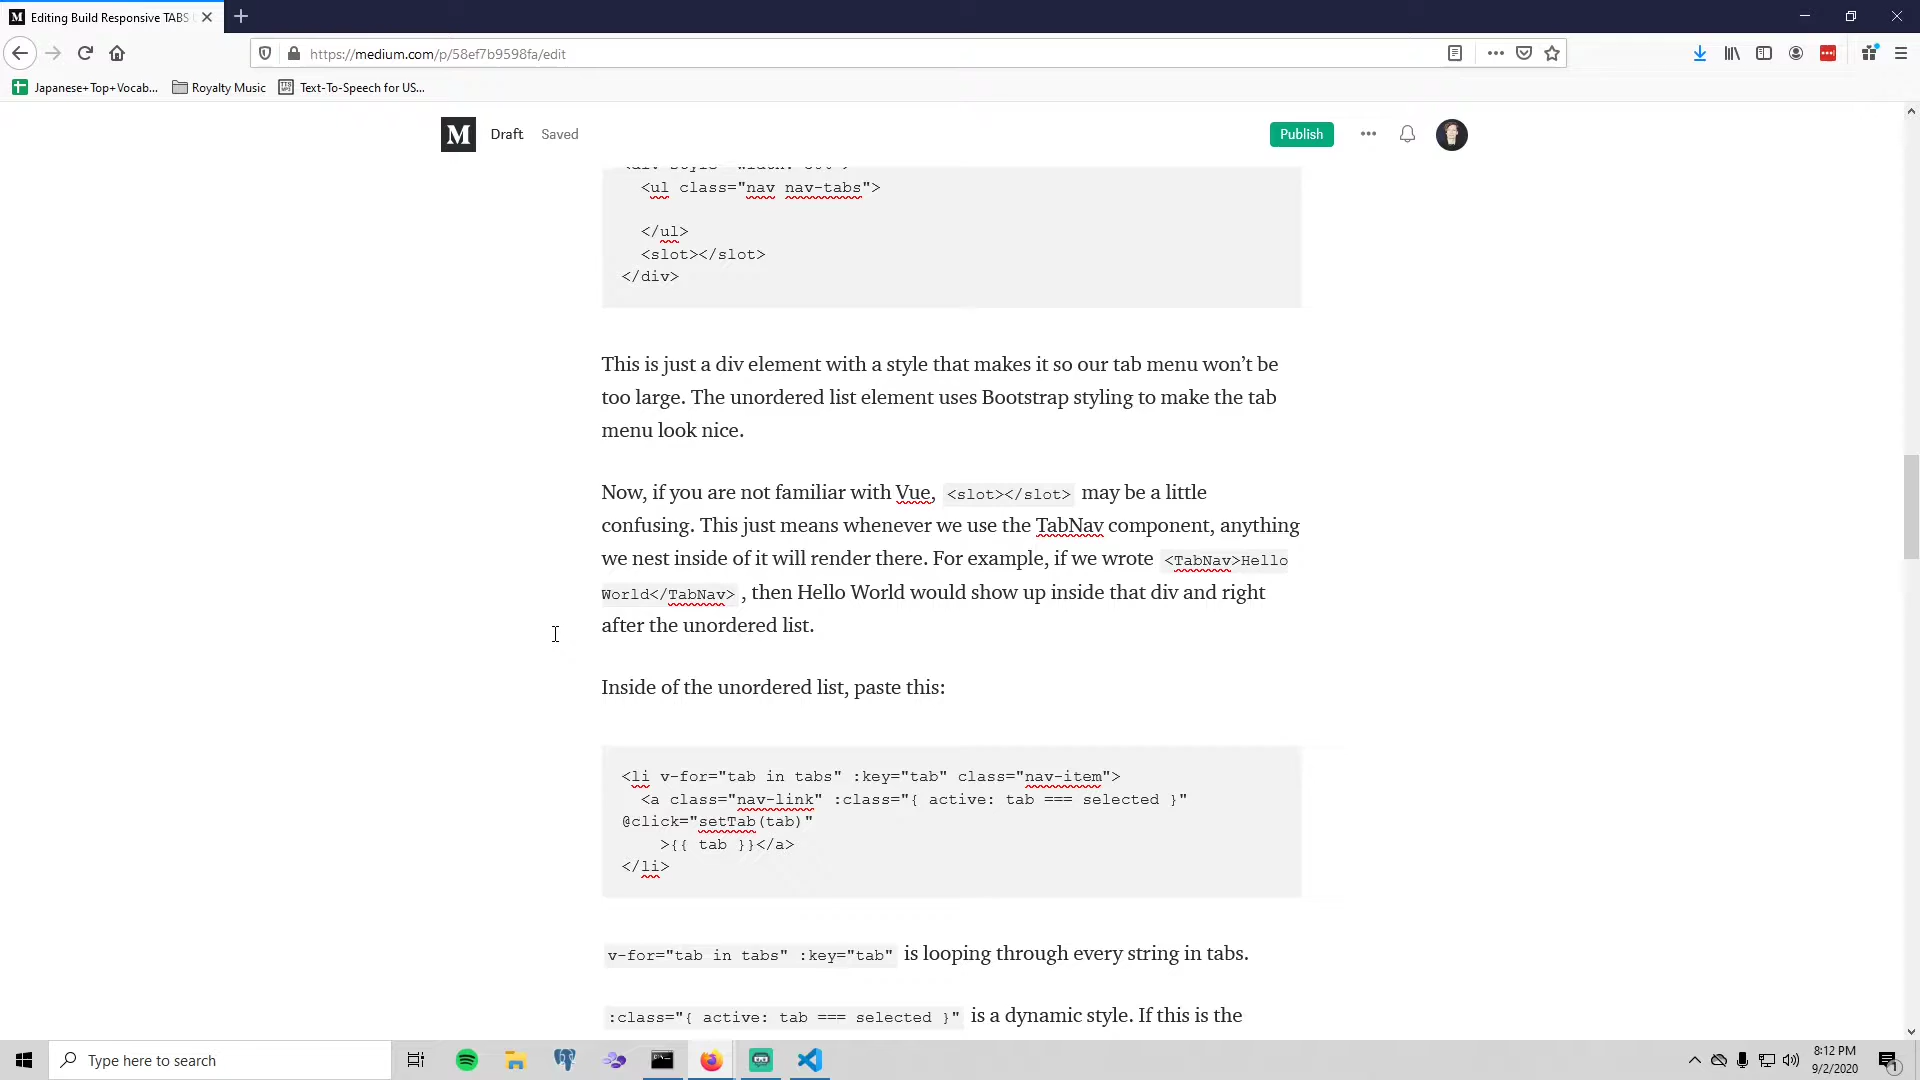 Editing Build Responsive TABS
https://medium.com/p/58ef7b9598fa/edit
Japanese+Top+Vocab...
Royalty Music
Text-To-Speech for US...
M
Draft
Saved
Publish
<ul class="nav nav-tabs">
</ul>
<slot></slot>
</div>
This is just a div element with a style that makes it so our tab menu won’t be
too large. The unordered list element uses Bootstrap styling to make the tab
menu look nice.
Now, if you are not familiar with Vue, <slot></slot> may be a little
confusing. This just means whenever we use the TabNav component, anything
we nest inside of it will render there. For example, if we wrote <TabNav>Hello
World</TabNav> , then Hello World would show up inside that div and right
after the unordered list.
Inside of the unordered list, paste this:
<li v-for="tab in tabs" :key="tab" class="nav-item">
<a class="nav-link" :class="{ active: tab === selected }"
@click="setTab(tab)"
>{{ tab }}</a>
</li>
v-for="tab in tabs" :key="tab" is looping through every string in tabs.
:class="{ active: tab === selected }" is a dynamic style. If this is the
Type here to search
8:12 PM
9/2/2020